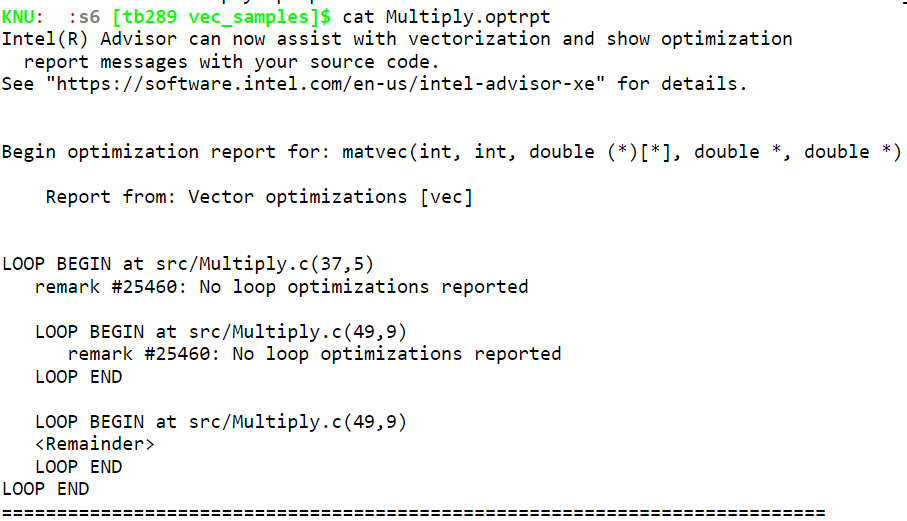 KNU:  :s6 [tb289 vec_samples]$ cat Multiply.optrpt
Intel(R) Advisor can now assist with vectorization and show optimization
  report messages with your source code.
See "https://software.intel.com/en-us/intel-advisor-xe" for details.
Begin optimization report for: matvec(int, int, double (*)[*], double *, double *)
    Report from: Vector optimizations [vec]
LOOP BEGIN at src/Multiply.c(37,5)
   remark #25460: No loop optimizations reported
   LOOP BEGIN at src/Multiply.c(49,9)
      remark #25460: No loop optimizations reported
   LOOP END
   LOOP BEGIN at src/Multiply.c(49,9)
   <Remainder>
   LOOP END
LOOP END
===========================================================================